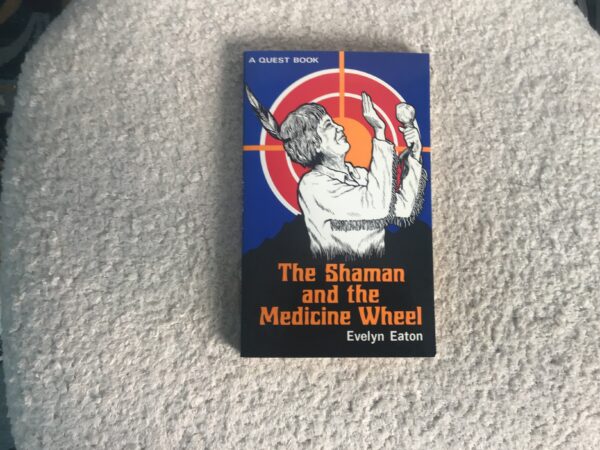 A QUEST BOOK
The Shaman
and the
Medicine Wheel
Evelyn Eaton